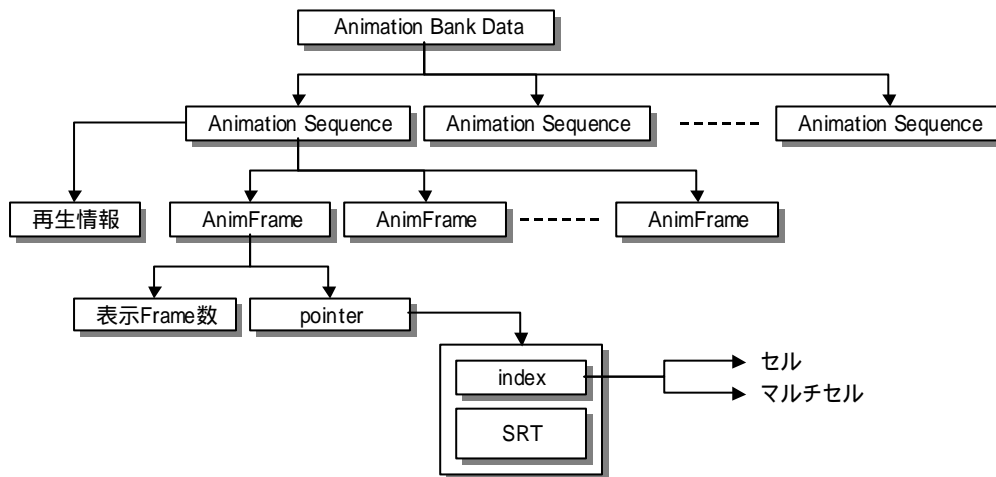 Animation Bank Data
Animation Sequence
Animation Sequence
Animation Sequence
再生情報
AnimFrame
AnimFrame
AnimFrame
表示Frame数
pointer
index
セル
マルチセル
SRT